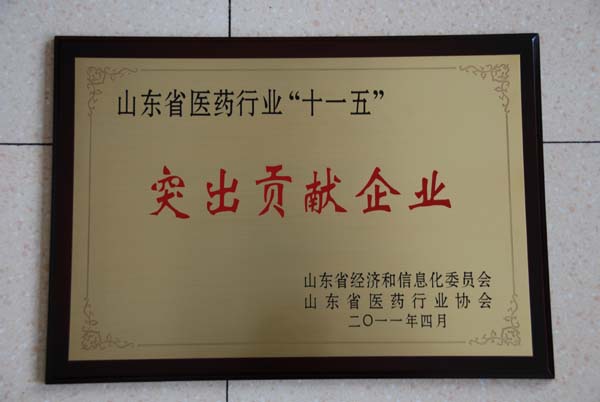 山东省医药行业“十一五”
突出贡献企业
山东省经济和信息化委员会
山东省医药行业协会
二〇一一年四月